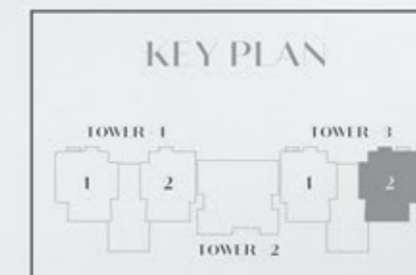 KEY PLAN
TOWER - 1 TOWER - 3
1 2 1 2
TOWER - 2